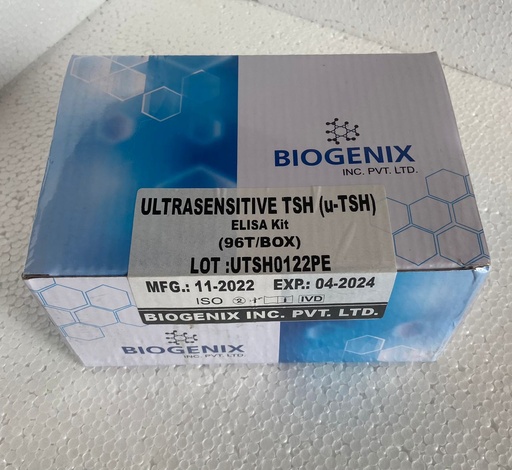 BIOGENIX
INC. PVT. LTD.
ULTRASENSITIVE TSH (u-TSH)
ELISA Kit
(96T/BOX)
LOT :UTSH0122PE
MFG.: 11-2022 EXP.: 04-2024
ISO 2 i IVD
BIOGENIX INC. PVT. LTD.
BIOGENIX
INC. PVT. LTD.